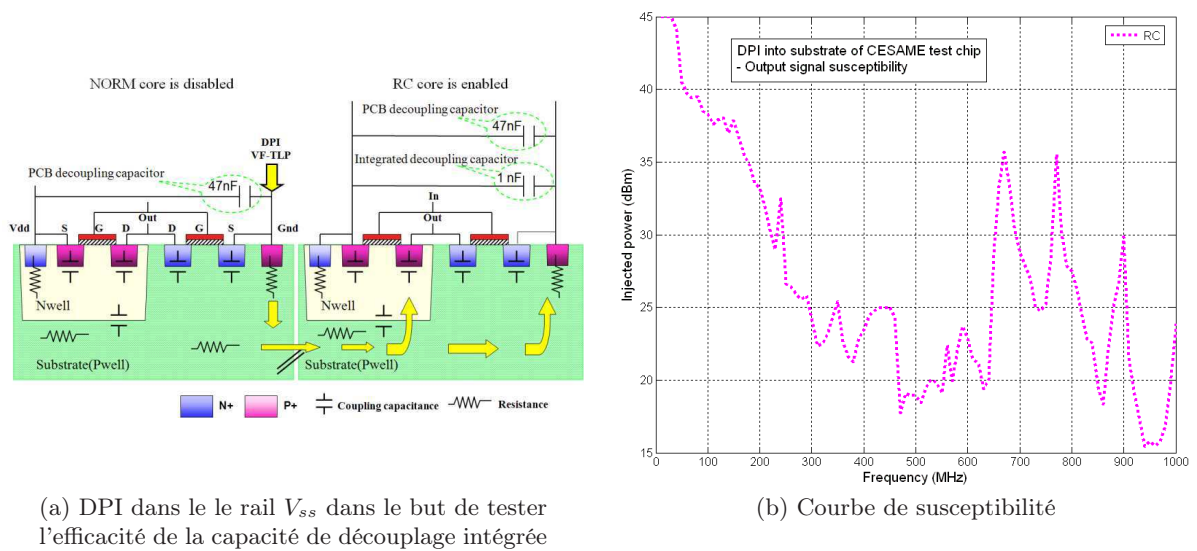 NORM core is disabled
RC core is enabled
PCB decoupling capacitor
47nF
DPI
VF-TLP
Integrated decoupling capacitor
1 nF
PCB decoupling capacitor
47nF
In
In
Out
Out
Vdd
S
G
D
D
G
S
Gnd
Nwell
Nwell
Substrate(Pwell)
Substrate(Pwell)
N+
P+
Coupling capacitance
Resistance
(a) DPI dans le le rail Vss dans le but de tester
l'efficacité de la capacité de découplage intégrée
DPI into substrate of CESAME test chip
- Output signal susceptibility
RC
Injected power (dBm)
45
40
35
30
25
20
15
0
100
200
300
400
500
600
700
800
900
1000
Frequency (MHz)
(b) Courbe de susceptibilité